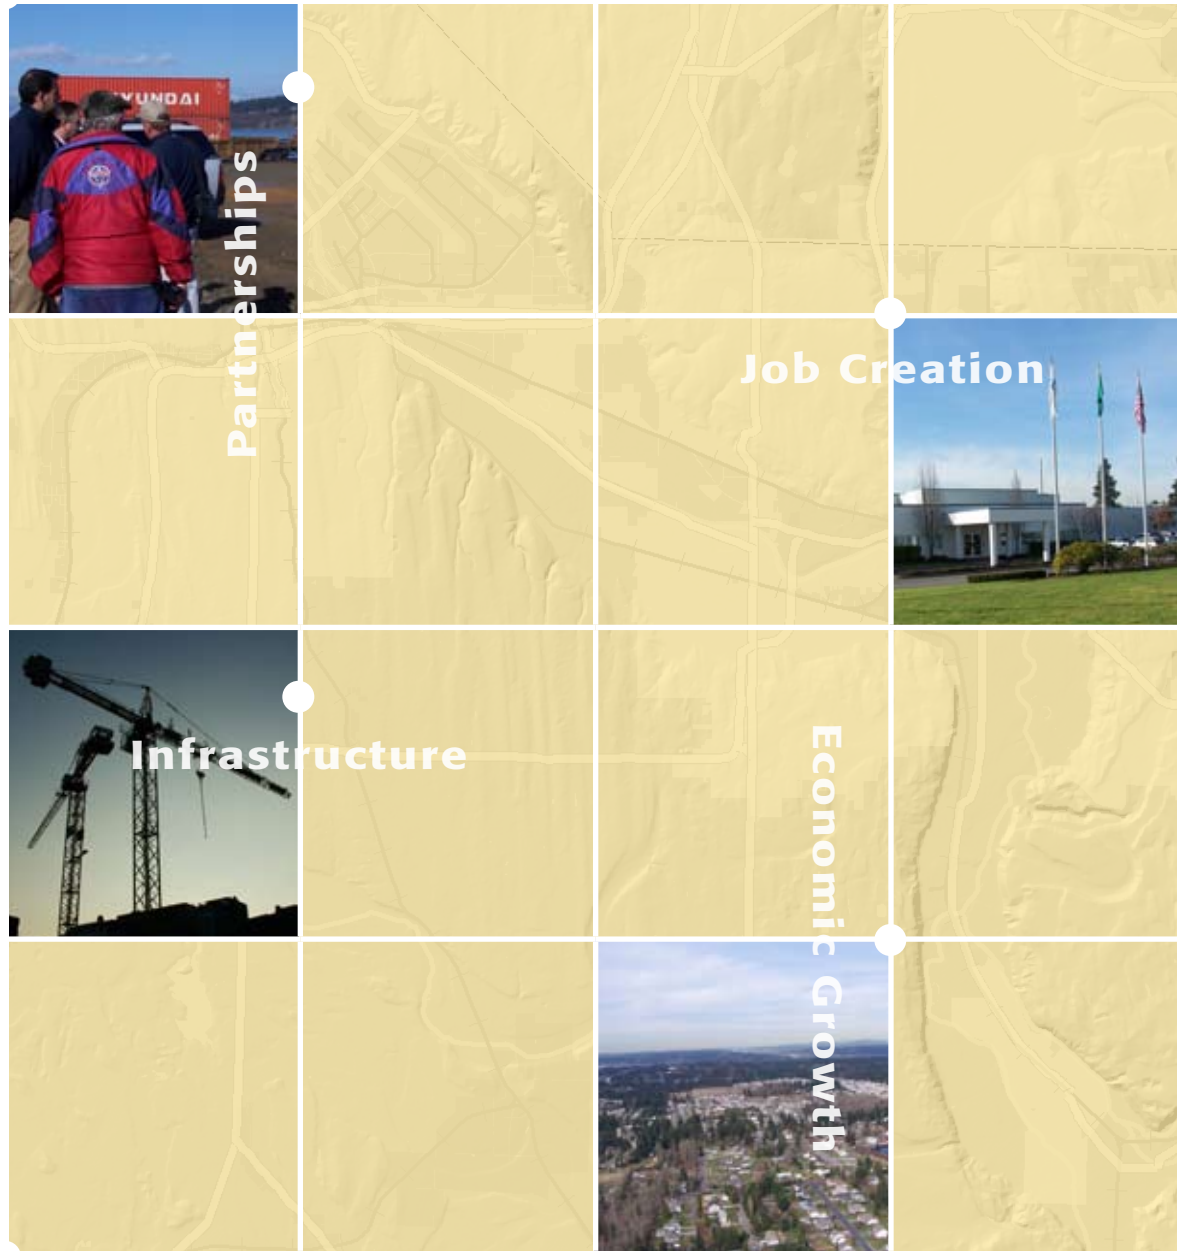 HYUNDAI
Partnerships
Job Creation
Infrastructure
Economic Growth